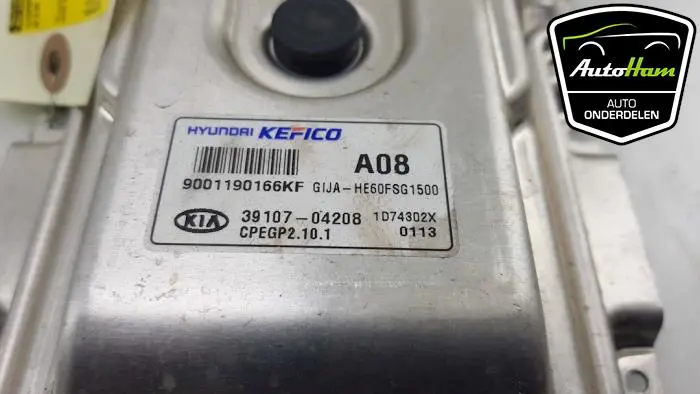 HYUNDAI KEFICO
A08
9001190166KF GIJA-HE60FSG1500
KIA 39107-04208 1D74302X
CPEGP2.10.1 0113
AutoHam
AUTO
ONDERDELEN